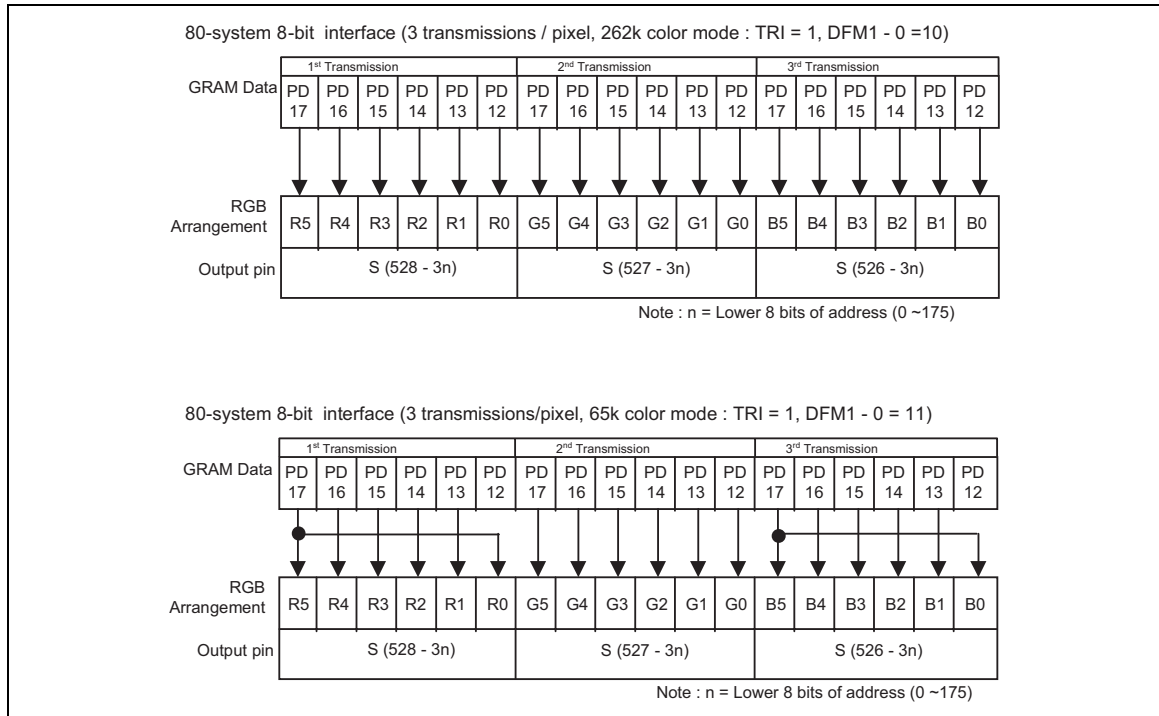 80-system 8-bit interface (3 transmissions / pixel, 262k color mode : TRI = 1, DFM1 - 0 =10)
1st Transmission 2nd Transmission 3rd Transmission
GRAM Data PD PD PD PD PD PD PD PD PD PD PD PD PD PD PD PD PD PD
17 16 15 14 13 12 17 16 15 14 13 12 17 16 15 14 13 12
RGB
Arrangement R5 R4 R3 R2 R1 R0 G5 G4 G3 G2 G1 G0 B5 B4 B3 B2 B1 B0
Output pin S (528 - 3n) S (527 - 3n) S (526 - 3n)
Note : n = Lower 8 bits of address (0 ~175)
80-system 8-bit interface (3 transmissions/pixel, 65k color mode : TRI = 1, DFM1 - 0 = 11)
1st Transmission 2nd Transmission 3rd Transmission
GRAM Data PD PD PD PD PD PD PD PD PD PD PD PD PD PD PD PD PD PD
17 16 15 14 13 12 17 16 15 14 13 12 17 16 15 14 13 12
RGB
Arrangement R5 R4 R3 R2 R1 R0 G5 G4 G3 G2 G1 G0 B5 B4 B3 B2 B1 B0
Output pin S (528 - 3n) S (527 - 3n) S (526 - 3n)
Note : n = Lower 8 bits of address (0 ~175)